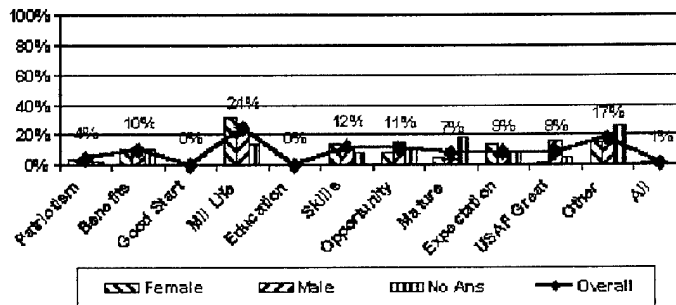 100%
80%
60%
40%
20%
0%
4% 10% 0% 24% 0% 12% 11% 7% 9% 8% 17% 1%
Patriotism Benefits Good Start Mil Life Education Skills Opportunity Mature Expectation USAF Great Other All
Female Male No Ans Overall